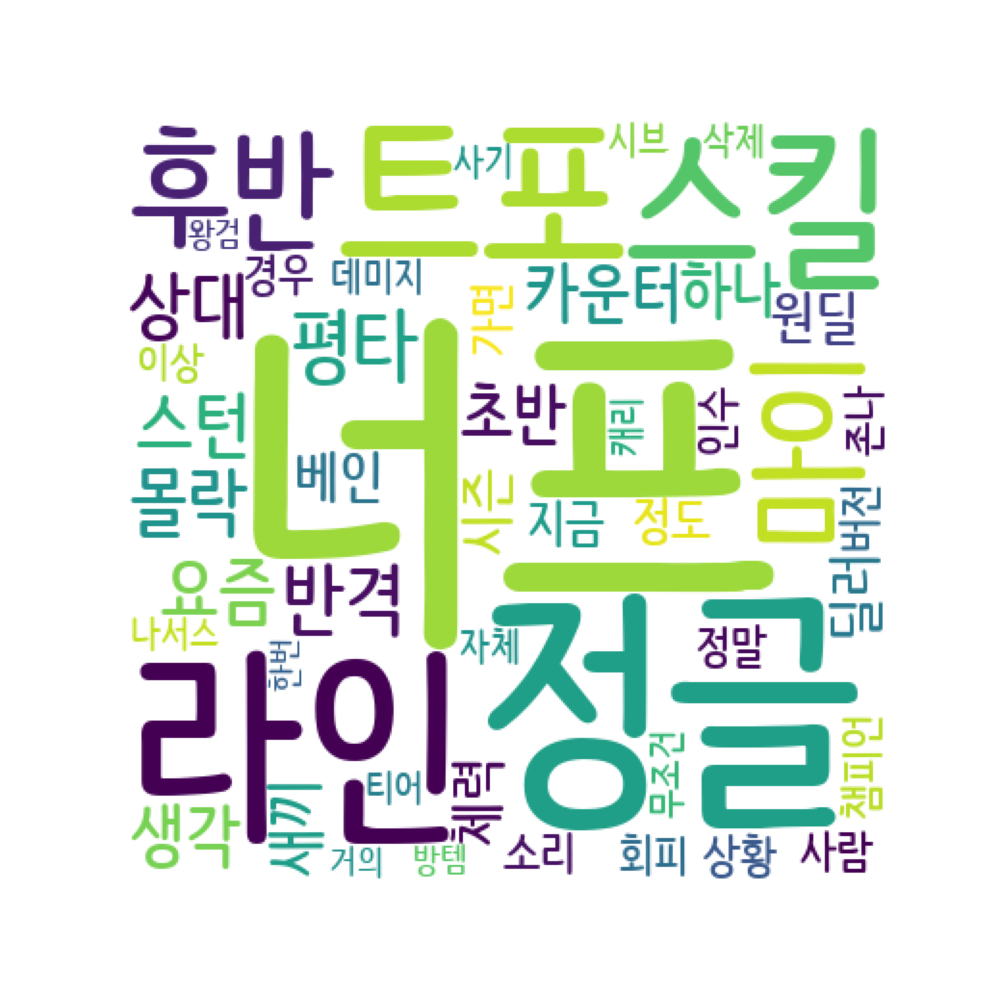 후반
트포
스킬
시브
삭제
사기
왕검
경우
데미지
상대
카운터
하나
가면
원딜
이상
평타
너프
맘이
스턴
초반
캐리
인수
존나
몰락
베인
시즌
지금
정도
딜러버전
요즘
반격
나서스
한번
자체
정말
라인
정글
생각
새끼
티어
체력
무조건
챔피언
거의
방템
소리
회피
상황
사람